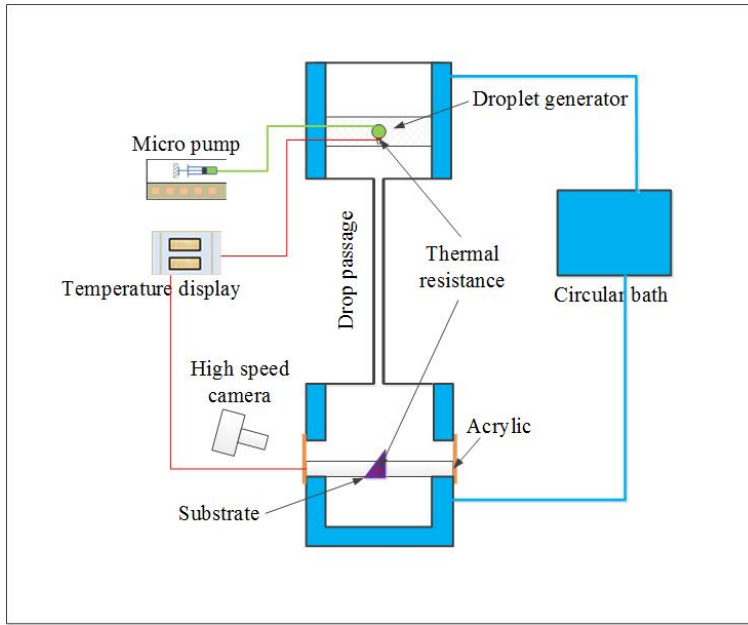 Droplet generator
Micro pump
Drop passage
Thermal
resistance
Temperature display
Circular bath
High speed
camera
Acrylic
Substrate